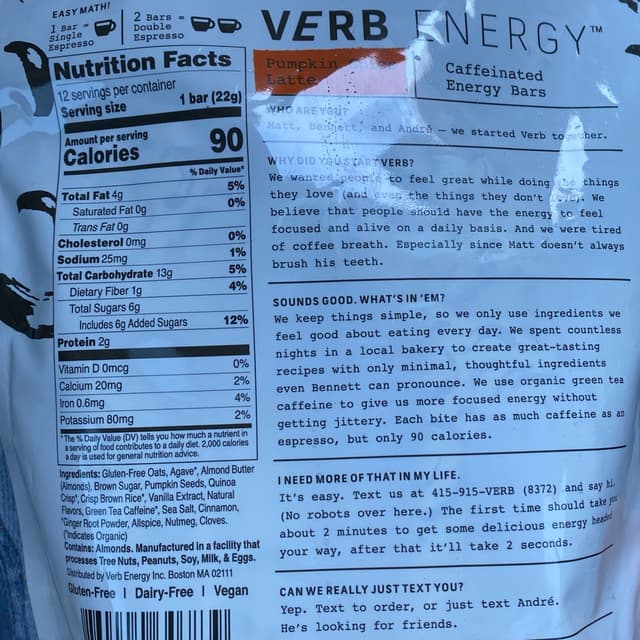 EASY MATH!
1 Bar =
Single
Espresso
2 Bars =
Double
Espresso
VERB ENERGY™
Pumpkin
Latte
Caffeinated
Energy Bars
Nutrition Facts
12 servings per container
Serving size 1 bar (22g)
Amount per serving
Calories 90
% Daily Value*
Total Fat 4g 5%
Saturated Fat 0g 0%
Trans Fat 0g
Cholesterol 0mg 0%
Sodium 25mg 1%
Total Carbohydrate 13g 5%
Dietary Fiber 1g 4%
Total Sugars 6g
Includes 6g Added Sugars 12%
Protein 2g
Vitamin D 0mcg 0%
Calcium 20mg 2%
Iron 0.6mg 4%
Potassium 80mg 2%
*The % Daily Value (DV) tells you how much a nutrient in
a serving of food contributes to a daily diet. 2,000 calories
a day is used for general nutrition advice.
Ingredients: Gluten-Free Oats, Agave*, Almond Butter
(Almonds), Brown Sugar, Pumpkin Seeds, Quinoa
Crisp*, Crisp Brown Rice*, Vanilla Extract, Natural
Flavors, Green Tea Caffeine*, Sea Salt, Cinnamon,
*Ginger Root Powder, Allspice, Nutmeg, Cloves.
(*Indicates Organic)
Contains: Almonds. Manufactured in a facility that
processes Tree Nuts, Peanuts, Soy, Milk, & Eggs.
Distributed by Verb Energy Inc. Boston MA 02111
Gluten-Free | Dairy-Free | Vegan
WHO ARE YOU?
Matt, Bennett, and André — we started Verb together.
WHY DID YOU START VERB?
We wanted people to feel great while doing the things
they love (and even the things they don't love). We
believe that people should have the energy to feel
focused and alive on a daily basis. And we were tired
of coffee breath. Especially since Matt doesn't always
brush his teeth.
SOUNDS GOOD. WHAT'S IN 'EM?
We keep things simple, so we only use ingredients we
feel good about eating every day. We spent countless
nights in a local bakery to create great-tasting
recipes with only minimal, thoughtful ingredients
even Bennett can pronounce. We use organic green tea
caffeine to give us more focused energy without
getting jittery. Each bite has as much caffeine as an
espresso, but only 90 calories.
I NEED MORE OF THAT IN MY LIFE.
It's easy. Text us at 415-915-VERB (8372) and say hi.
(No robots over here.) The first time should take you
about 2 minutes to get some delicious energy headed
your way, after that it'll take 2 seconds.
CAN WE REALLY JUST TEXT YOU?
Yep. Text to order, or just text André.
He's looking for friends.